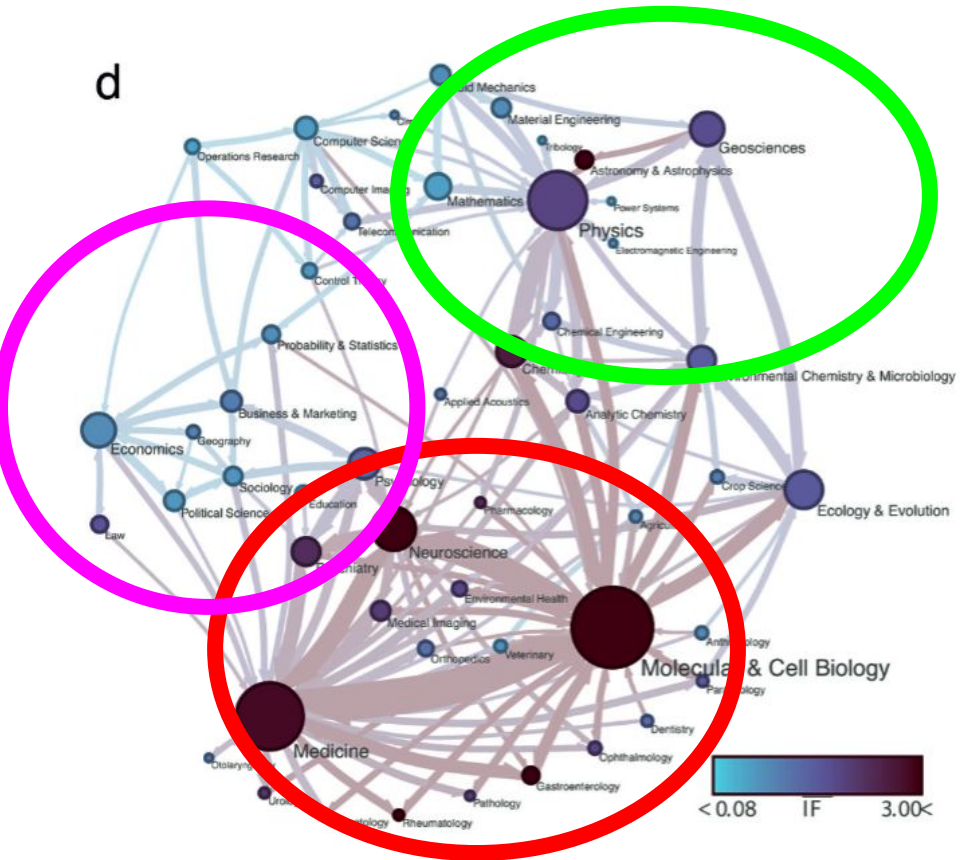 d
Mechanics
Material Engineering
Computer
Geosciences
Operations Research
Tribology
Astronomy & Astrophysics
Computer Imaging
Mathematics
Power Systems
Physics
Telecommunication
Electromagnetic Engineering
Control
Chemical Engineering
Probability & Statistics
Chemistry & Microbiology
Applied Acoustics
Business & Marketing
Analytic Chemistry
Geography
Economics
Psychology
Sociology
Crop Science
Education
Political Science
Pharmacology
Ecology & Evolution
Law
Neuroscience
Environmental Health
Medical Imaging
Orthopedics
Veterinary
Molecular & Cell Biology
Dentistry
Medicine
Ophthalmology
Gastroenterology
Pathology
Rheumatology
< 0.08 IF 3.00<